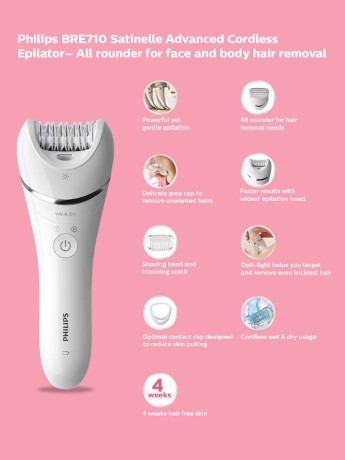 Philips BRE710 Satinelle Advanced Cordless
Epilator– All rounder for face and body hair removal
Powerful yet
gentle epilation
All rounder for hair
removal needs
Delicate area cap to
remove unwanted hairs
Faster results with
widest epilation head
Shaving head and
trimming comb
Opti-light helps you target
and remove even trickiest hair
Optimal contact cap designed
to reduce skin pulling
Cordless wet & dry usage
4
weeks
4 weeks hair free skin
Wet & Dry
PHILIPS